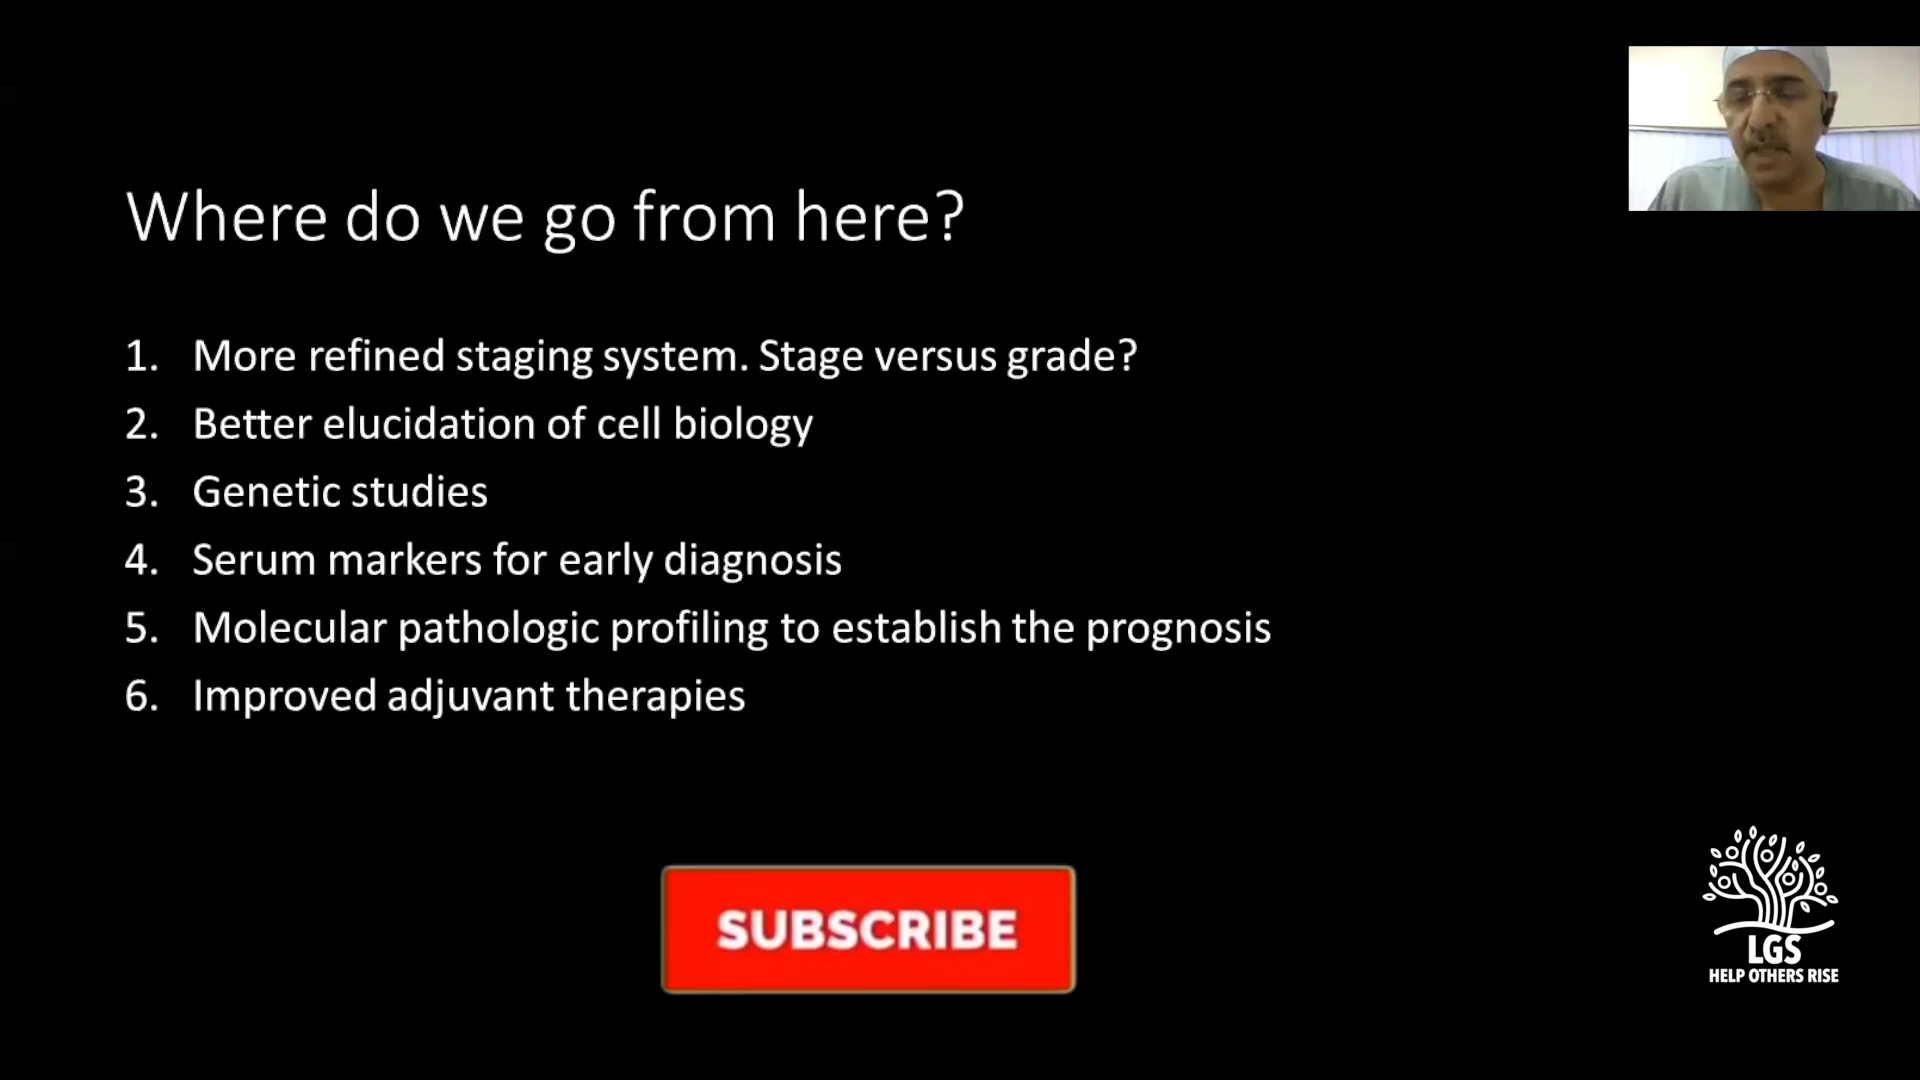 Where do we go from here?
1. More refined staging system. Stage versus grade?
2. Better elucidation of cell biology
3. Genetic studies
4. Serum markers for early diagnosis
5. Molecular pathologic profiling to establish the prognosis
6. Improved adjuvant therapies
SUBSCRIBE
LGS
HELP OTHERS RISE